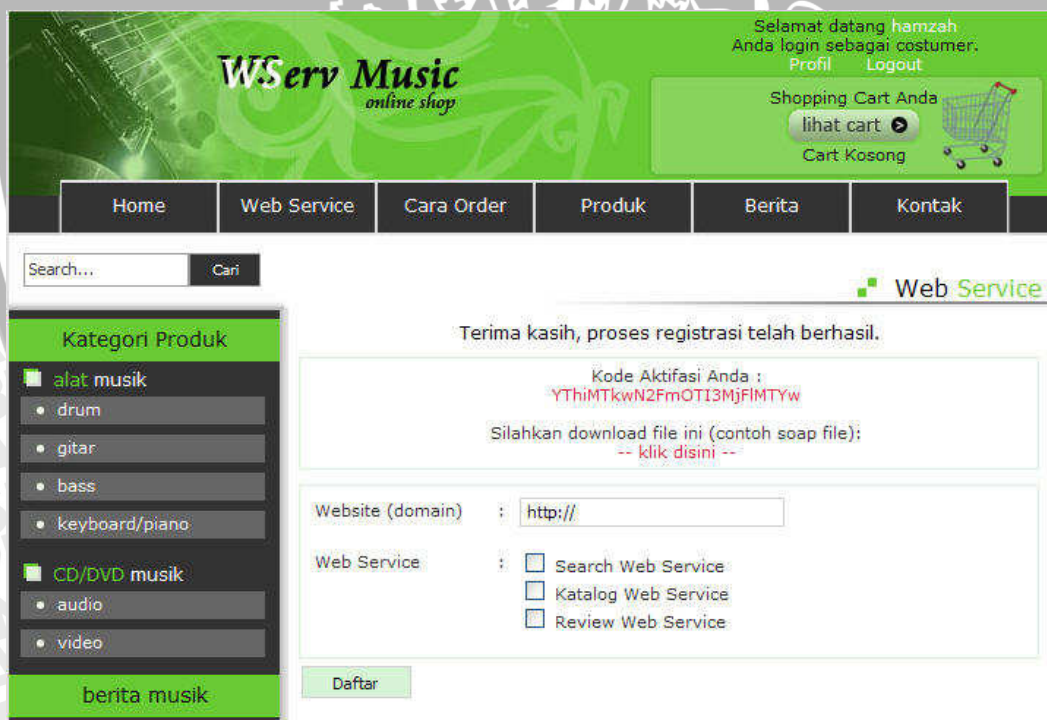 Selamat datang hamzah
Anda login sebagai costumer.
Profil Logout
WServ Music
online shop
Shopping Cart Anda
lihat cart
Cart Kosong
Home Web Service Cara Order Produk Berita Kontak
Search... Cari
Web Service
Kategori Produk
alat musik
drum
gitar
bass
keyboard/piano
CD/DVD musik
audio
video
berita musik
Terima kasih, proses registrasi telah berhasil.
Kode Aktifasi Anda :
YThiMTkwN2FmOTI3MjFlMTYw
Silahkan download file ini (contoh soap file):
-- klik disini --
Website (domain) : http://
Web Service : Search Web Service
Katalog Web Service
Review Web Service
Daftar